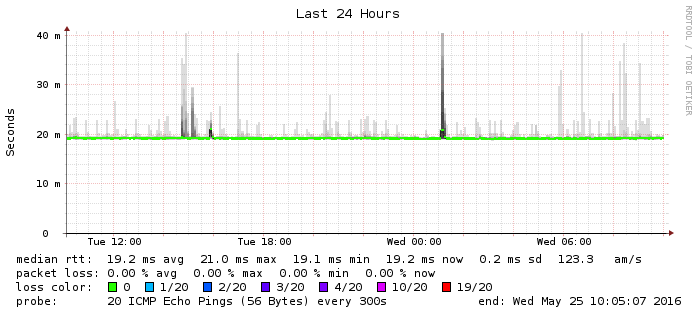 Last 24 Hours
RRDTOOL / TOBI OETIKER
Seconds
40 m
30 m
20 m
10 m
0
Tue 12:00 Tue 18:00 Wed 00:00 Wed 06:00
median rtt: 19.2 ms avg 21.0 ms max 19.1 ms min 19.2 ms now 0.2 ms sd 123.3 am/s
packet loss: 0.00 % avg 0.00 % max 0.00 % min 0.00 % now
loss color: 0 1/20 2/20 3/20 4/20 10/20 19/20
probe: 20 ICMP Echo Pings (56 Bytes) every 300s end: Wed May 25 10:05:07 2016